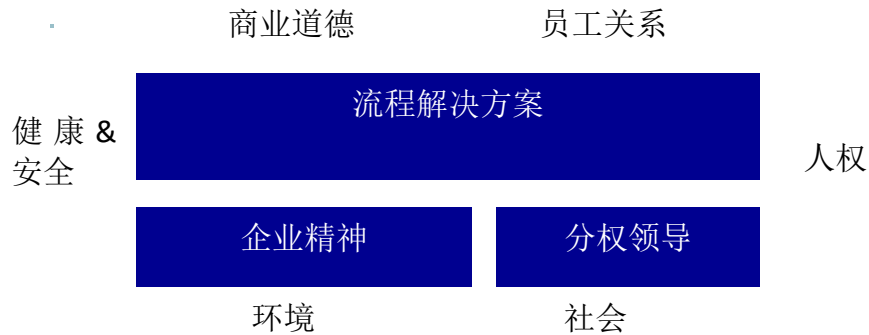 商业道德 员工关系
流程解决方案
健 康 &
安全
人权
企业精神 分权领导
环境 社会